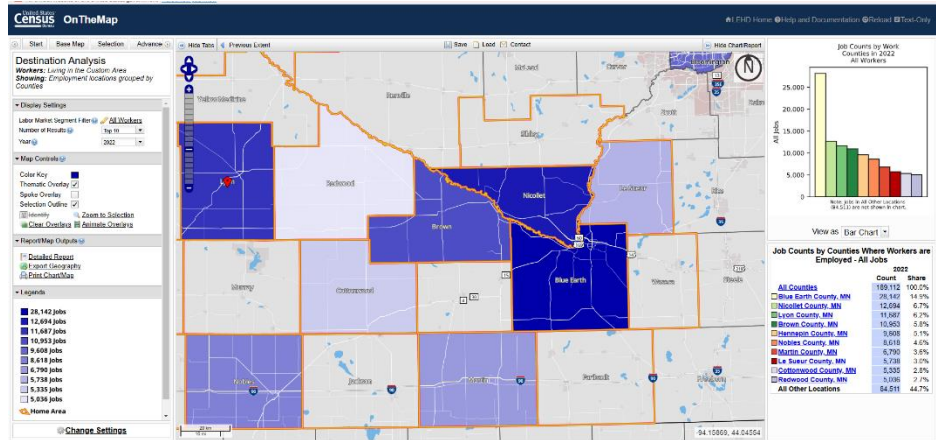 United States
Census
Bureau
OnTheMap
LEHD Home Help and Documentation Reload Text-Only
Start Base Map Selection Advance
Hide Tabs Previous Extent
Save Load Contact
Hide Chart/Report
Destination Analysis
Workers: Living in the Custom Area
Showing: Employment locations grouped by
Counties
Display Settings
Labor Market Segment Filter All Workers
Number of Results Top 10
Year 2022
Map Controls
Color Key
Thematic Overlay
Spoke Overlay
Selection Outline
Identify Zoom to Selection
Clear Overlays Animate Overlays
Report/Map Outputs
Detailed Report
Export Geography
Print Chart/Map
Legends
28,142 Jobs
12,694 Jobs
11,687 Jobs
10,953 Jobs
9,608 Jobs
8,618 Jobs
6,790 Jobs
5,738 Jobs
5,335 Jobs
5,036 Jobs
Home Area
Change Settings
McLeod
Carver
Bloomington
Yellow Medicine
Renville
Scott
Sibley
Redwood
Nicollet
Le Sueur
Rice
Brown
Blue Earth
Waseca
Steele
Murray
Cottonwood
Nobles
Jackson
Martin
Faribault
Freeborn
N
-94.15869, 44.04364
Job Counts by Work
Counties in 2022
All Workers
All Jobs
25,000
20,000
15,000
10,000
5,000
0
Note: Jobs in All Other Locations
(84,511) are not shown in chart.
View as Bar Chart
Job Counts by Counties Where Workers are
Employed - All Jobs
2022
Count Share
All Counties 189,112 100.0%
Blue Earth County, MN 28,142 14.9%
Nicollet County, MN 12,694 6.7%
Lyon County, MN 11,687 6.2%
Brown County, MN 10,953 5.8%
Hennepin County, MN 9,608 5.1%
Nobles County, MN 8,618 4.6%
Martin County, MN 6,790 3.6%
Le Sueur County, MN 5,738 3.0%
Cottonwood County, MN 5,335 2.8%
Redwood County, MN 5,036 2.7%
All Other Locations 84,511 44.7%